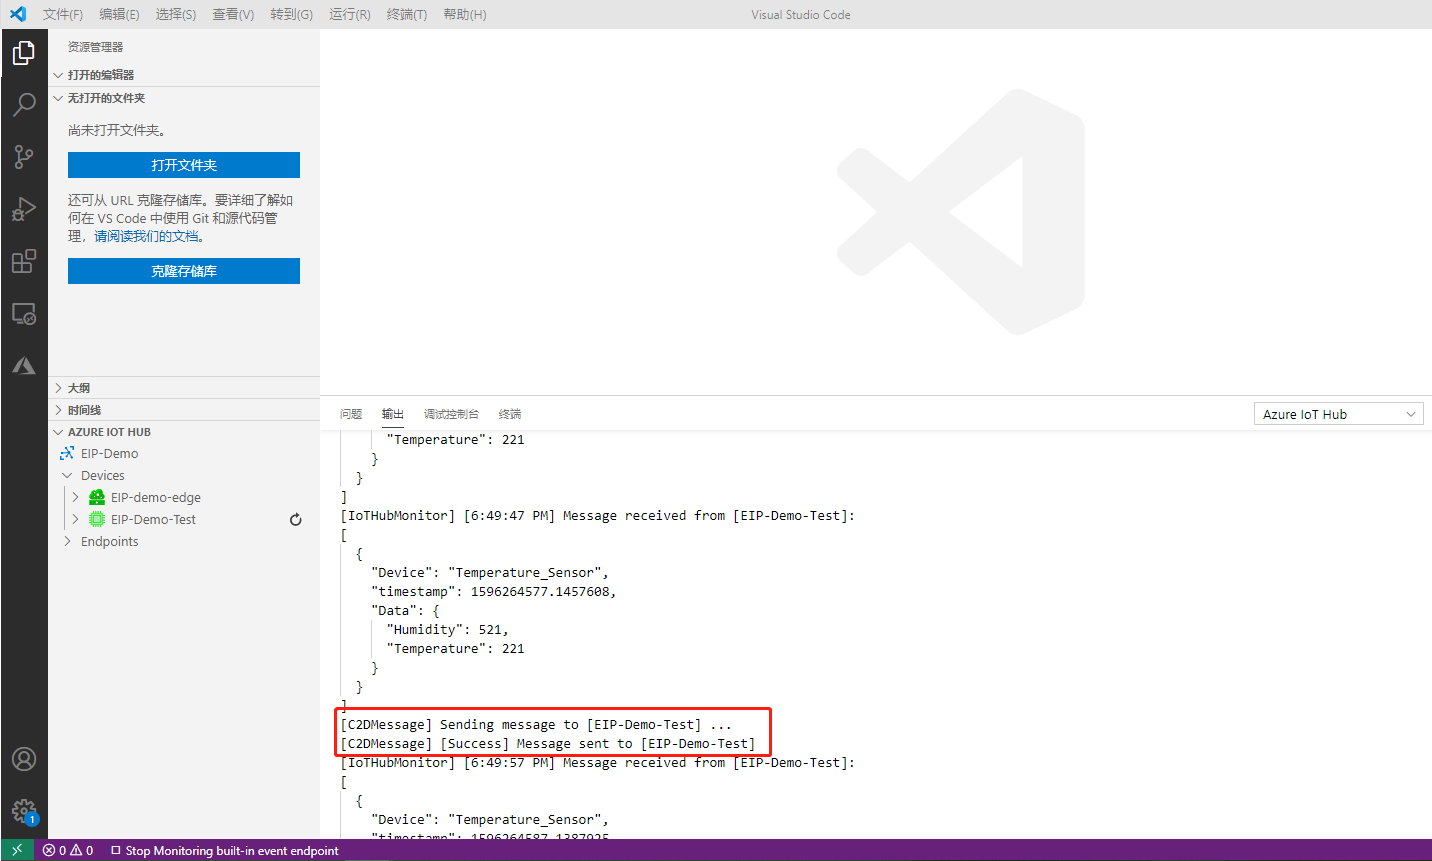 文件(F) 编辑(E) 选择(S) 查看(V) 转到(G) 运行(R) 终端(T) 帮助(H) Visual Studio Code
资源管理器
打开的编辑器
无打开的文件夹
尚未打开文件夹。
打开文件夹
还可从 URL 克隆存储库。要详细了解如
何在 VS Code 中使用 Git 和源代码管
理，请阅读我们的文档。
克隆存储库
大纲
时间线
AZURE IOT HUB
EIP-Demo
Devices
EIP-demo-edge
EIP-Demo-Test
Endpoints
问题 输出 调试控制台 终端 Azure IoT Hub
"Temperature": 221
}
}
]
[IoTHubMonitor] [6:49:47 PM] Message received from [EIP-Demo-Test]:
[
{
"Device": "Temperature_Sensor",
"timestamp": 1596264577.1457608,
"Data": {
"Humidity": 521,
"Temperature": 221
}
}
]
[C2DMessage] Sending message to [EIP-Demo-Test] ...
[C2DMessage] [Success] Message sent to [EIP-Demo-Test]
[IoTHubMonitor] [6:49:57 PM] Message received from [EIP-Demo-Test]:
[
{
"Device": "Temperature_Sensor",
"timestamp": 1596264587.1387925
1
0 0 Stop Monitoring built-in event endpoint